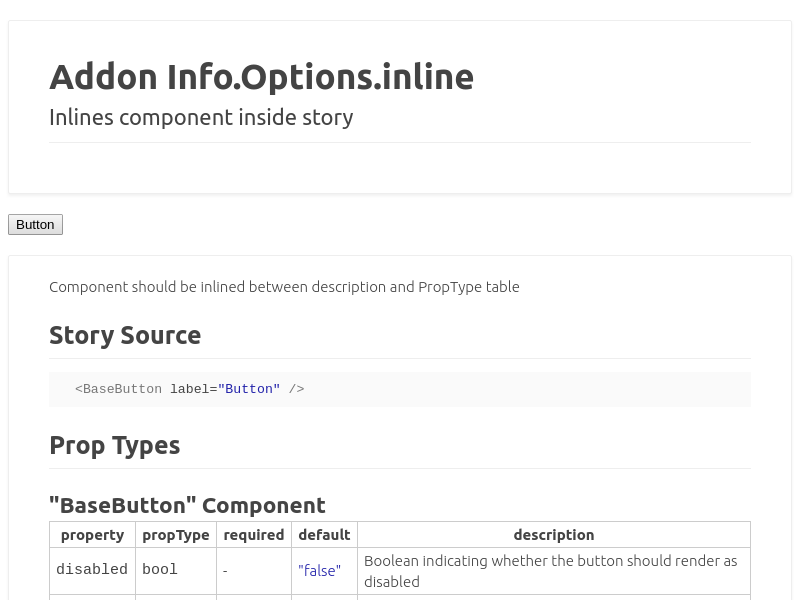 Addon Info.Options.inline
Inlines component inside story
Button
Component should be inlined between description and PropType table
Story Source
<BaseButton label="Button" />
Prop Types
"BaseButton" Component
property propType required default description
disabled bool - "false" Boolean indicating whether the button should render as
disabled